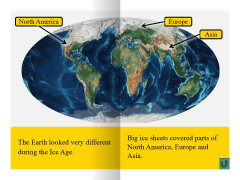 North America
Europe
Asia
The Earth looked very different
during the Ice Age.
Big ice sheets covered parts of
North America, Europe and
Asia.